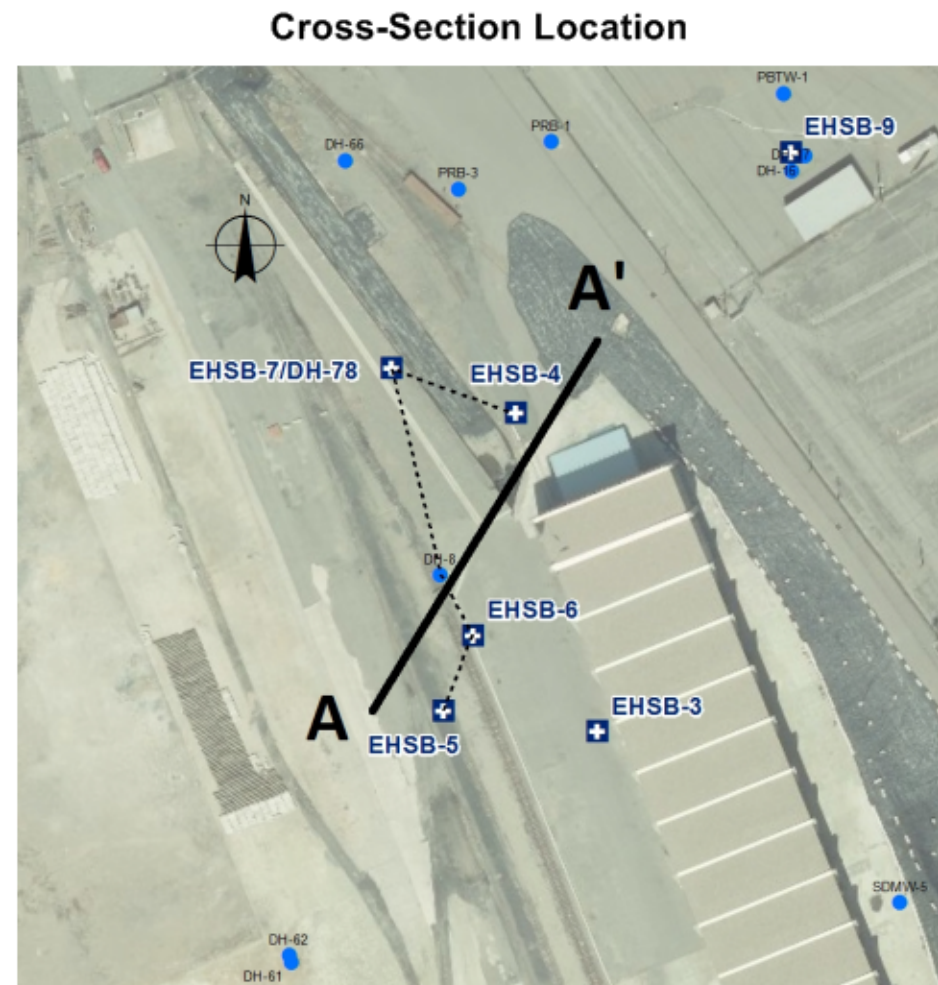 Cross-Section Location
PBTW-1
PRB-1
EHSB-9
DH-66
DH-16
PRB-3
N
A'
EHSB-7/DH-78
EHSB-4
DH-8
EHSB-6
A
EHSB-3
EHSB-5
SDMW-5
DH-62
DH-61